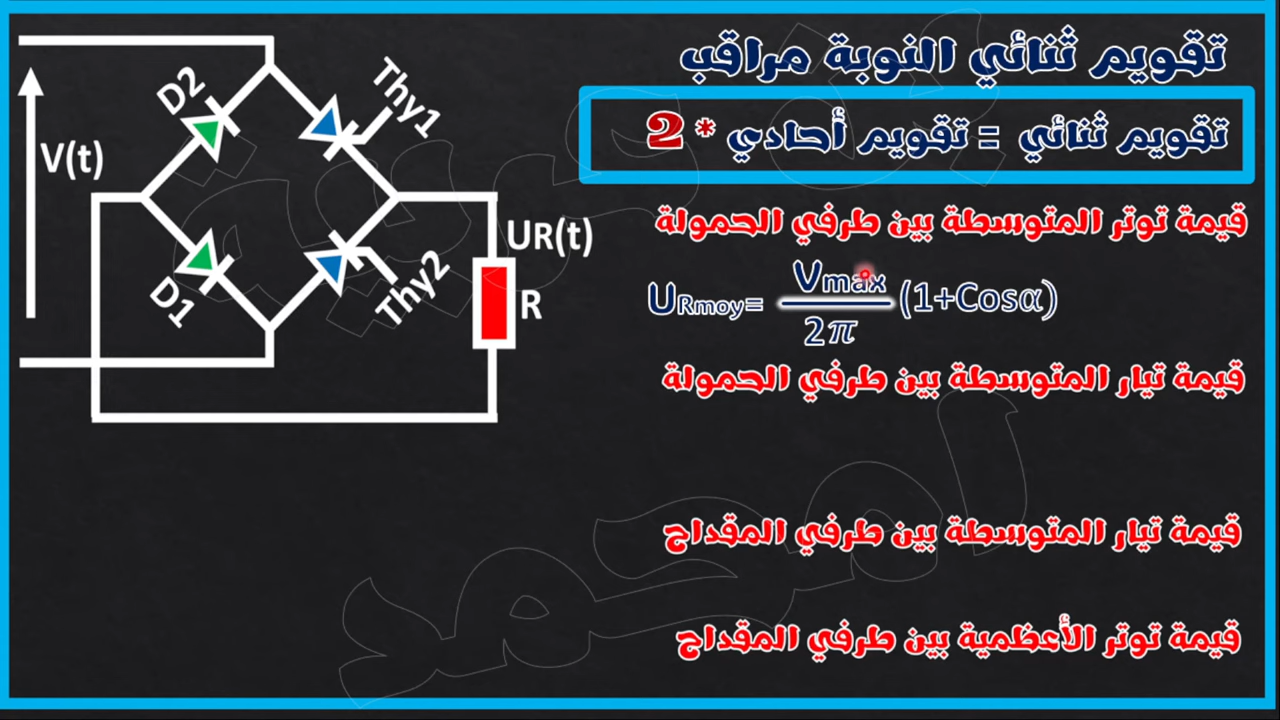 تقويم ثنائي النوبة مراقب
تقويم ثنائي = تقويم أحادي * 2
قيمة توتر المتوسطة بين طرفي الحمولة
URmoy= Vmax/2π (1+Cosα)
قيمة تيار المتوسطة بين طرفي الحمولة
قيمة تيار المتوسطة بين طرفي المقداح
قيمة توتر الأعظمية بين طرفي المقداح
D2
Thy1
V(t)
UR(t)
R
D1
Thy2